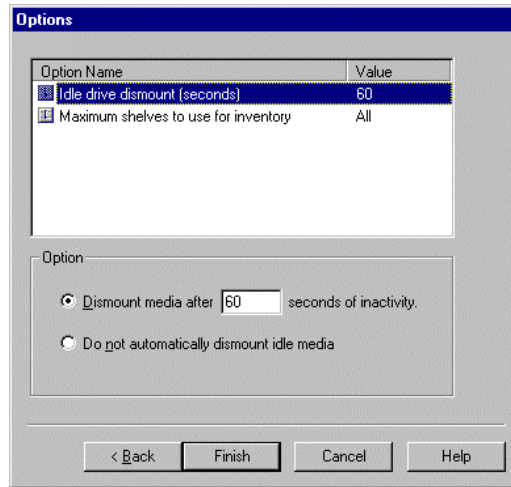 Options
Option Name Value
Idle drive dismount (seconds) 60
Maximum shelves to use for inventory All
Option
Dismount media after 60 seconds of inactivity.
Do not automatically dismount idle media
< Back Finish Cancel Help